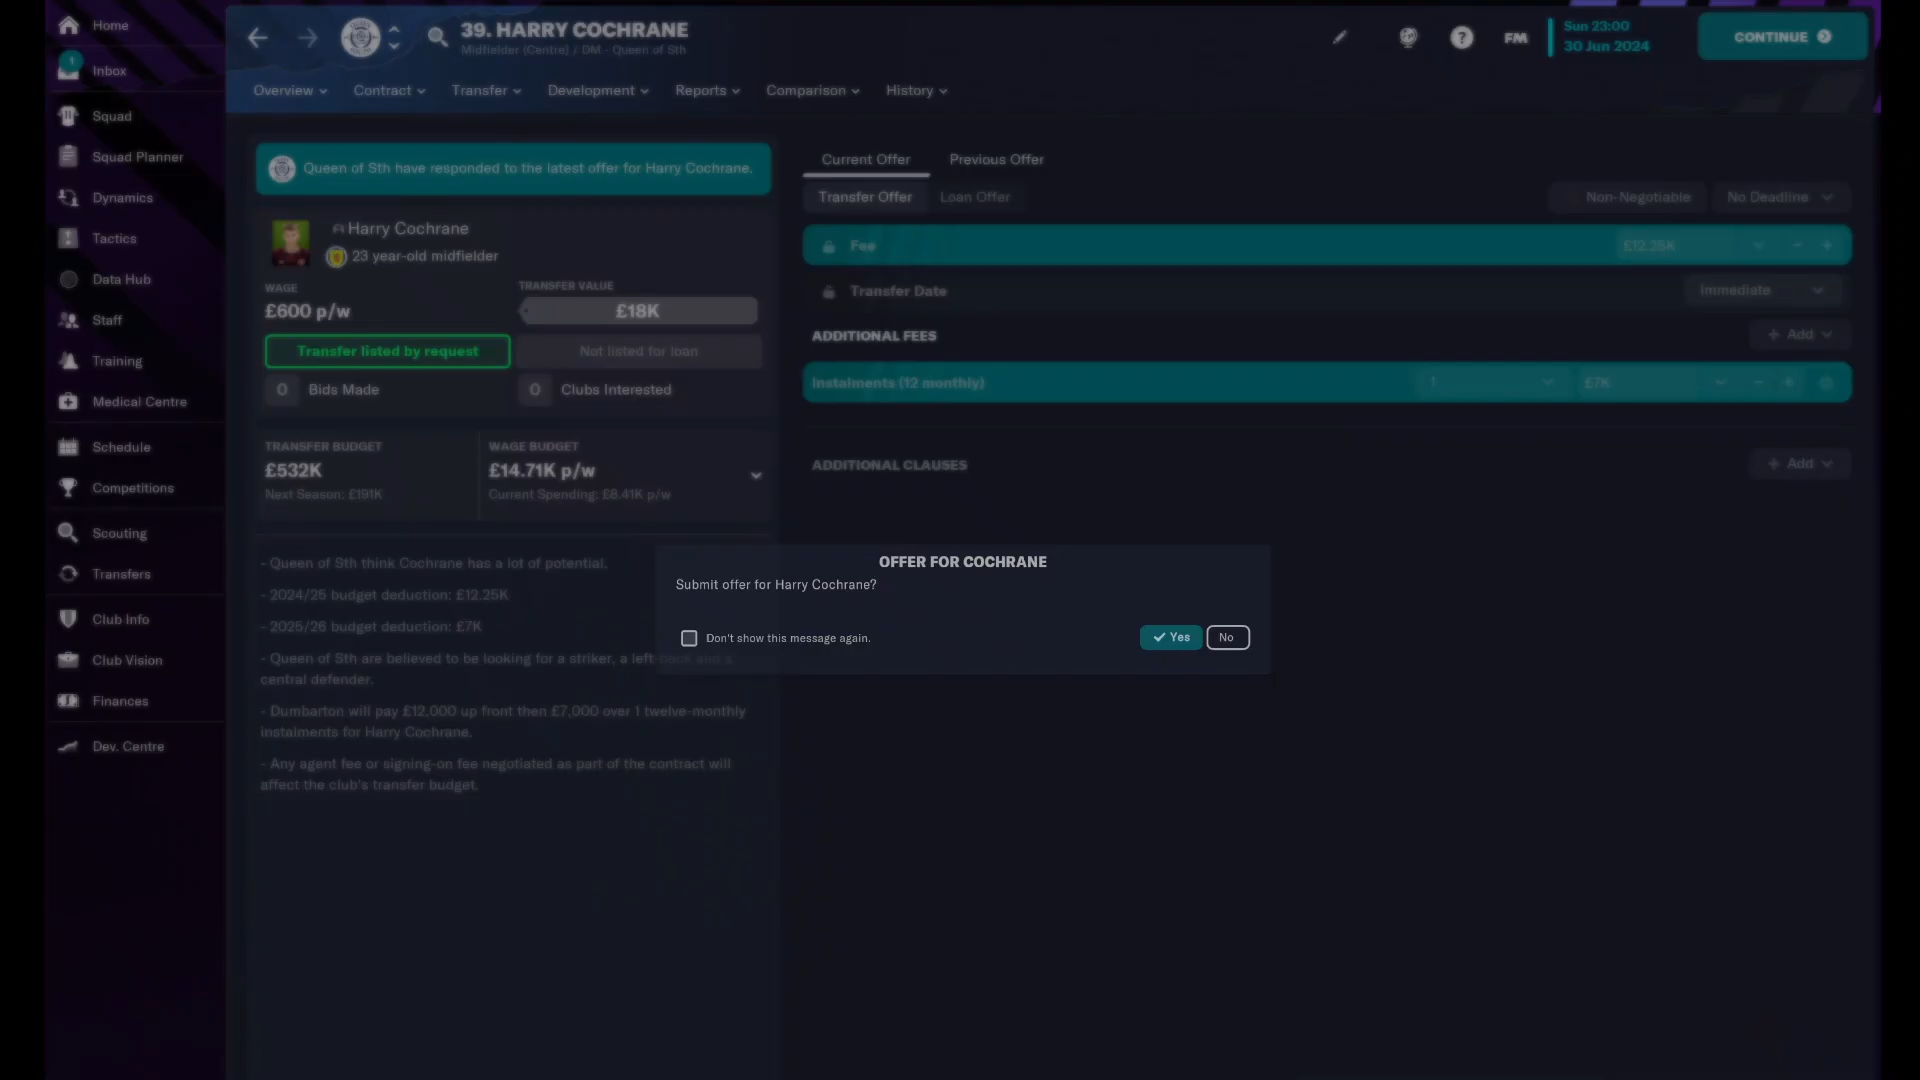 Home
1
Inbox
Squad
Squad Planner
Dynamics
Tactics
Data Hub
Staff
Training
Medical Centre
Schedule
Competitions
Scouting
Transfers
Club Info
Club Vision
Finances
Dev. Centre
39. HARRY COCHRANE
Midfielder (Centre) / DM - Queen of Sth
FM
Sun 23:00
30 Jun 2024
CONTINUE
Overview
Contract
Transfer
Development
Reports
Comparison
History
Queen of Sth have responded to the latest offer for Harry Cochrane.
Harry Cochrane
23 year-old midfielder
WAGE
£600 p/w
TRANSFER VALUE
£18K
Transfer listed by request
Not listed for loan
0 Bids Made
0 Clubs Interested
TRANSFER BUDGET
£532K
Next Season: £191K
WAGE BUDGET
£14.71K p/w
Current Spending: £8.41K p/w
- Queen of Sth think Cochrane has a lot of potential.
- 2024/25 budget deduction: £12.25K
- 2025/26 budget deduction: £7K
- Queen of Sth are believed to be looking for a striker, a left-back and a
central defender.
- Dumbarton will pay £12,000 up front then £7,000 over 1 twelve-monthly
instalments for Harry Cochrane.
- Any agent fee or signing-on fee negotiated as part of the contract will
affect the club's transfer budget.
Current Offer
Previous Offer
Transfer Offer
Loan Offer
Non-Negotiable
No Deadline
Fee
£12.25K
Transfer Date
Immediate
ADDITIONAL FEES
+ Add
Instalments (12 monthly)
1
£7K
ADDITIONAL CLAUSES
+ Add
OFFER FOR COCHRANE
Submit offer for Harry Cochrane?
Don't show this message again.
Yes
No